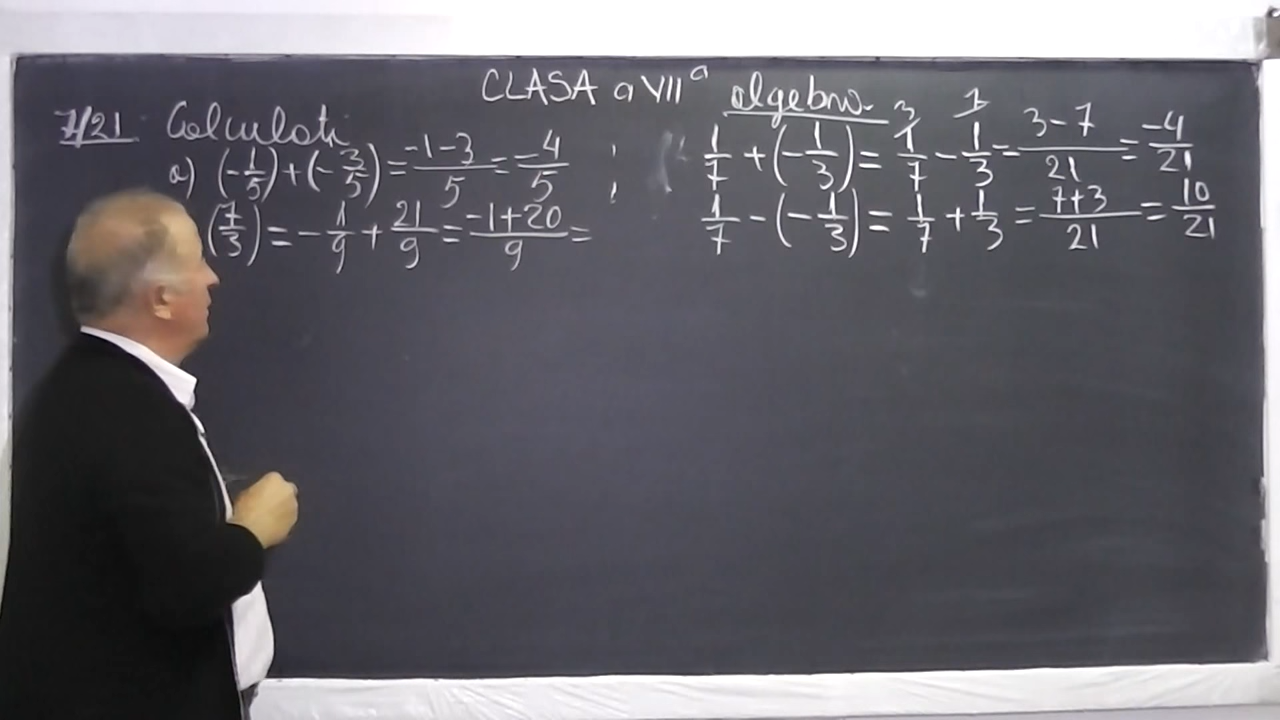 CLASA a VII a
algebra
7/21 Calculati
a) (-1/5)+(-3/5)=-1-3/5=-4/5 ;
(7/3)=-1/9+21/9=-1+20/9=
3 7
1/7+(-1/3)=1/7-1/3=3-7/21=-4/21
1/7-(-1/3)=1/7+1/3=7+3/21=10/21